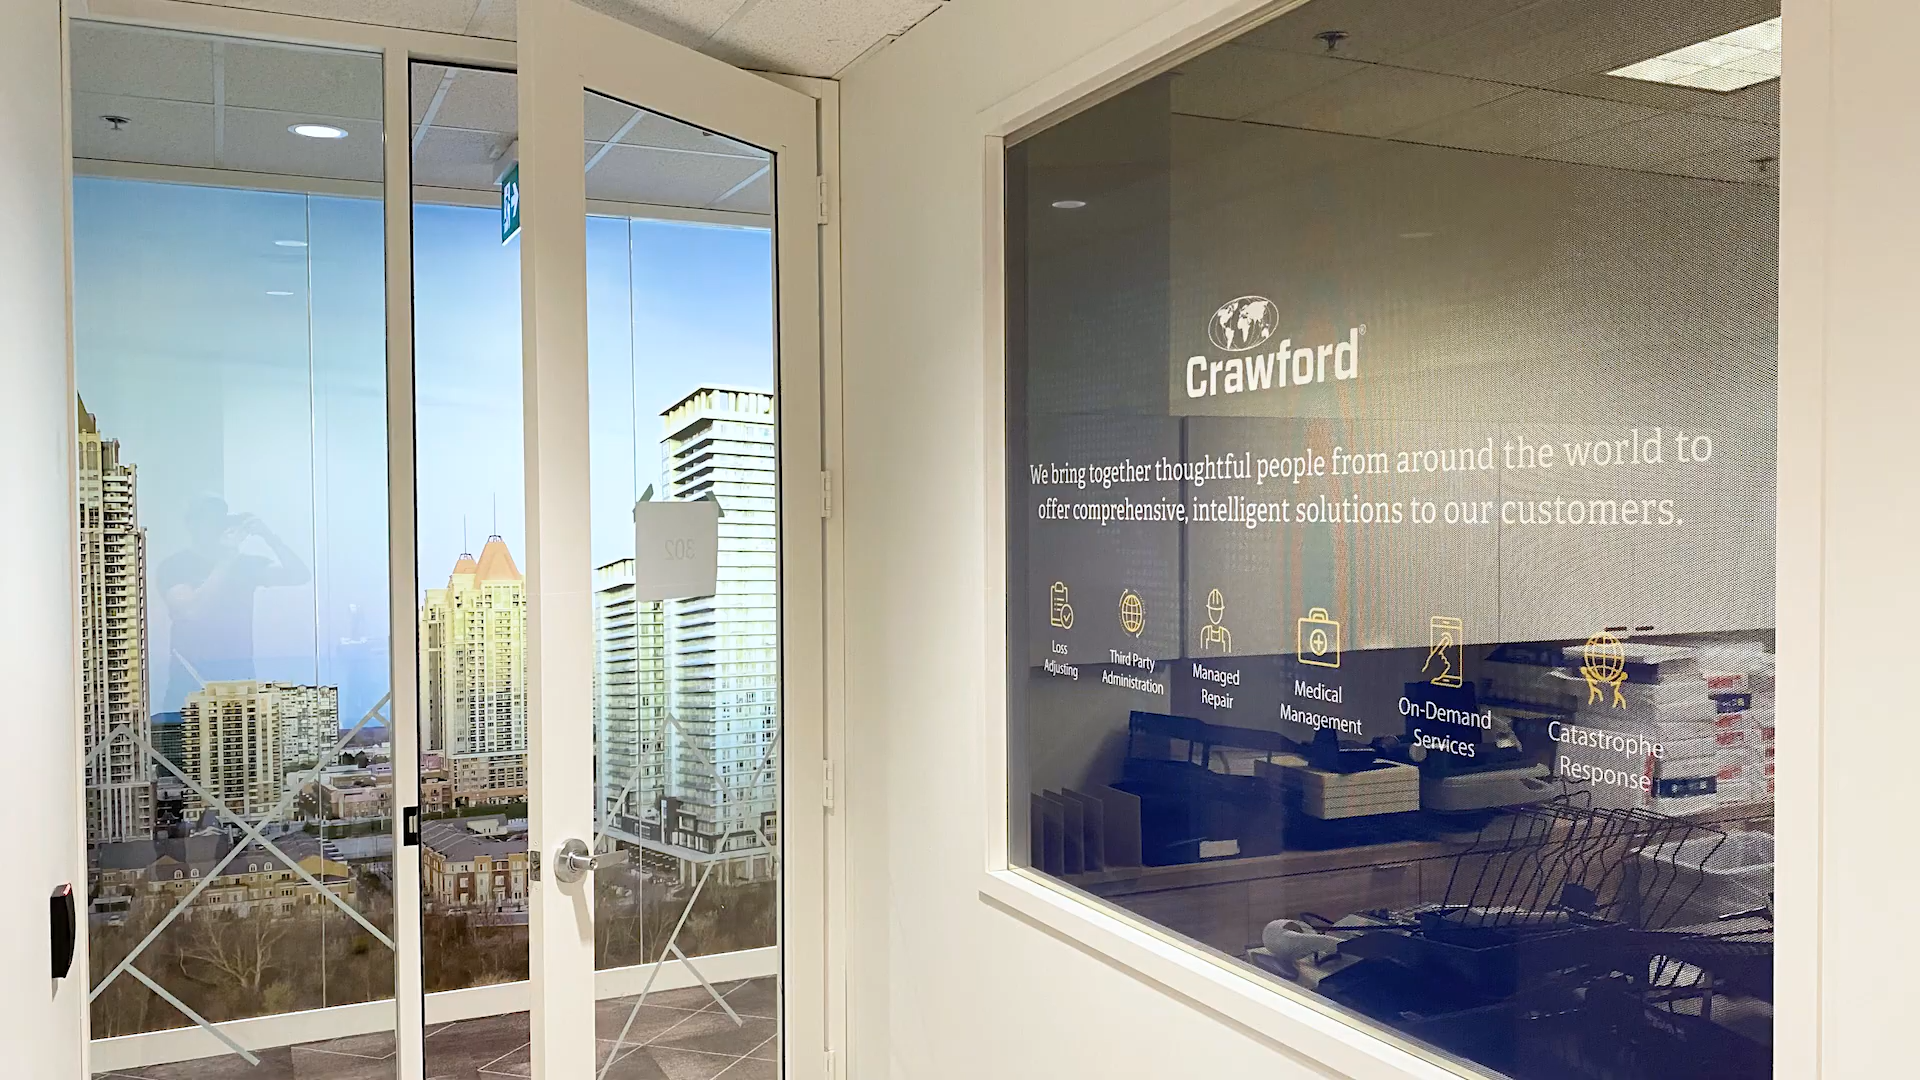 302
Crawford®
We bring together thoughtful people from around the world to
offer comprehensive, intelligent solutions to our customers.
Loss
Adjusting
Third Party
Administration
Managed
Repair
Medical
Management
On-Demand
Services
Catastrophe
Response